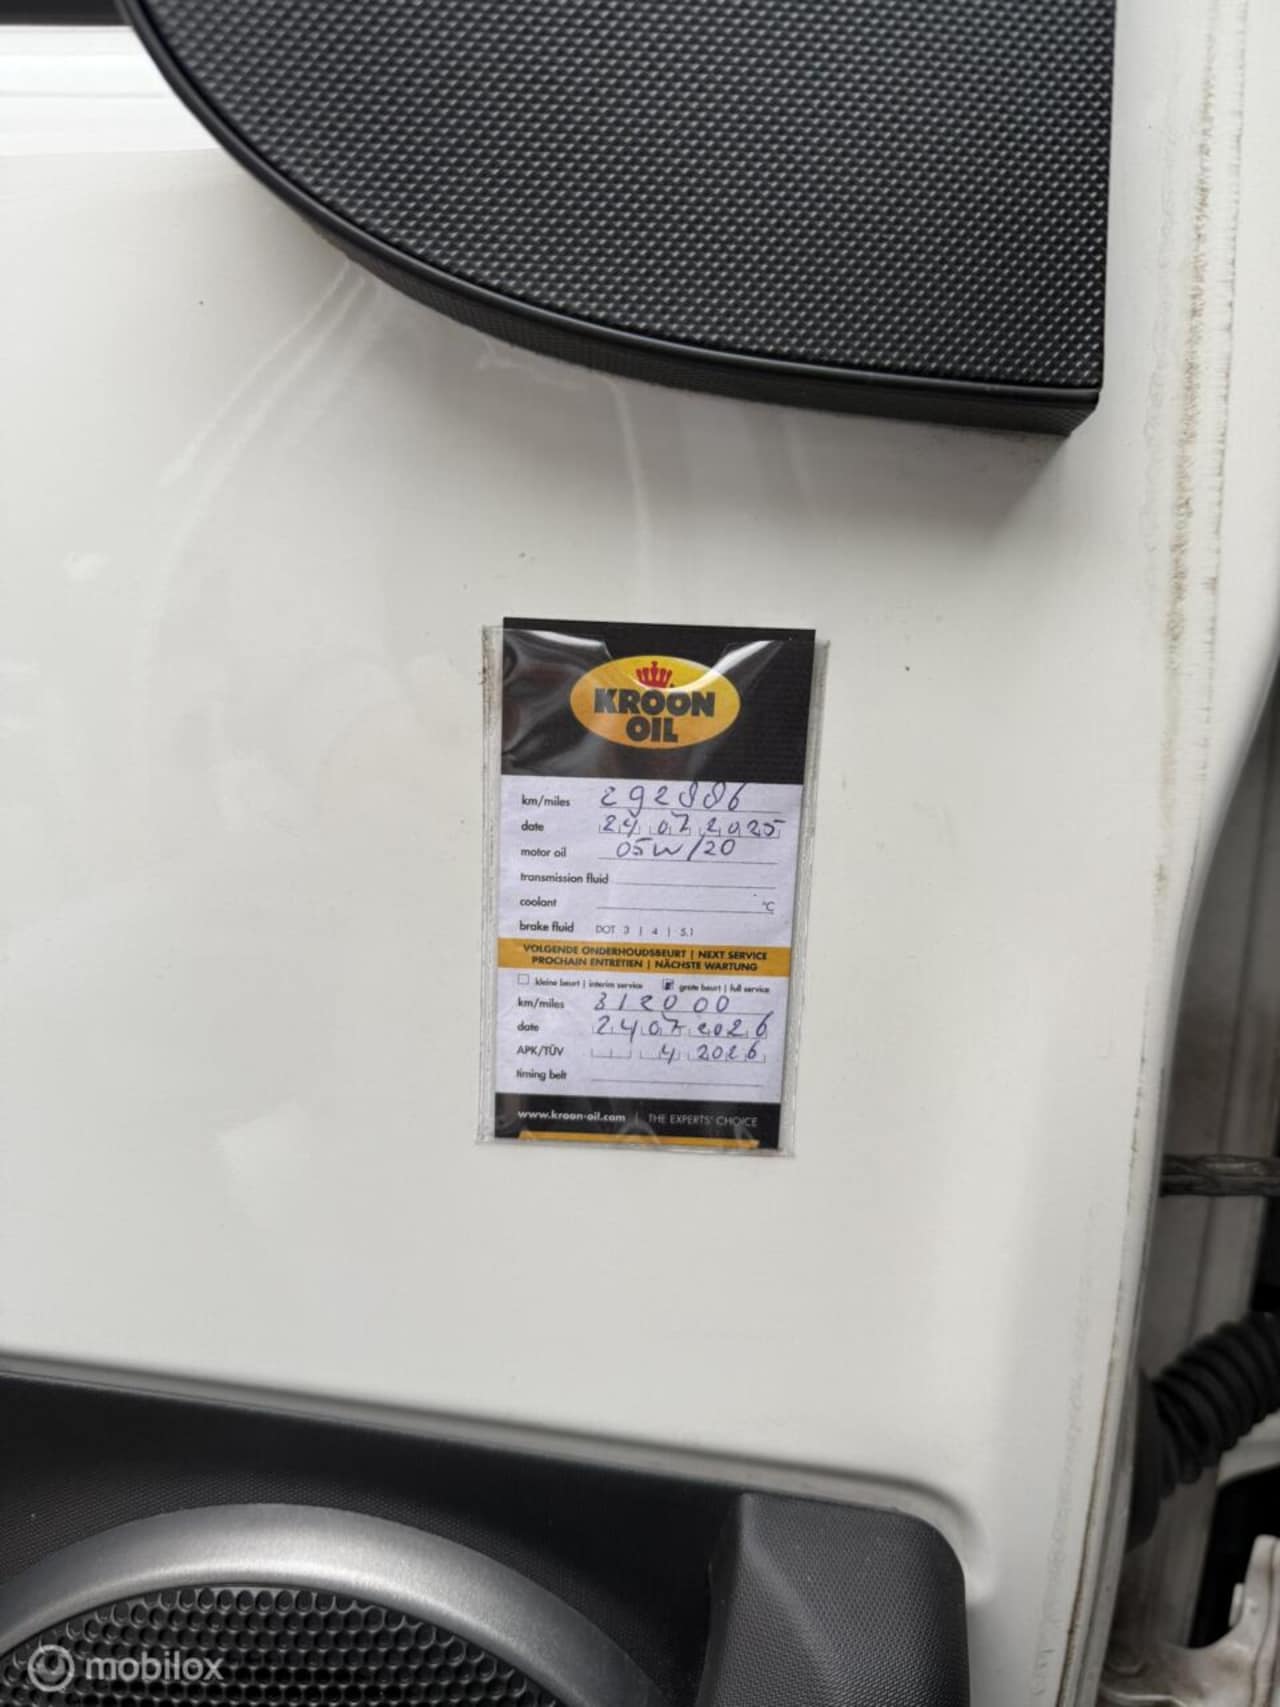 KROON
OIL
km/miles 292886
date 24 07 2025
motor oil 05W/20
transmission fluid
coolant °C
brake fluid DOT 3 | 4 | 5.1
VOLGENDE ONDERHOUDSBEURT | NEXT SERVICE
PROCHAIN ENTRETIEN | NÄCHSTE WARTUNG
kleine beurt | interim service grote beurt | full service
km/miles 312000
date 24 07 2026
APK/TÜV 4 2026
timing belt
www.kroon-oil.com | THE EXPERTS' CHOICE
mobilox